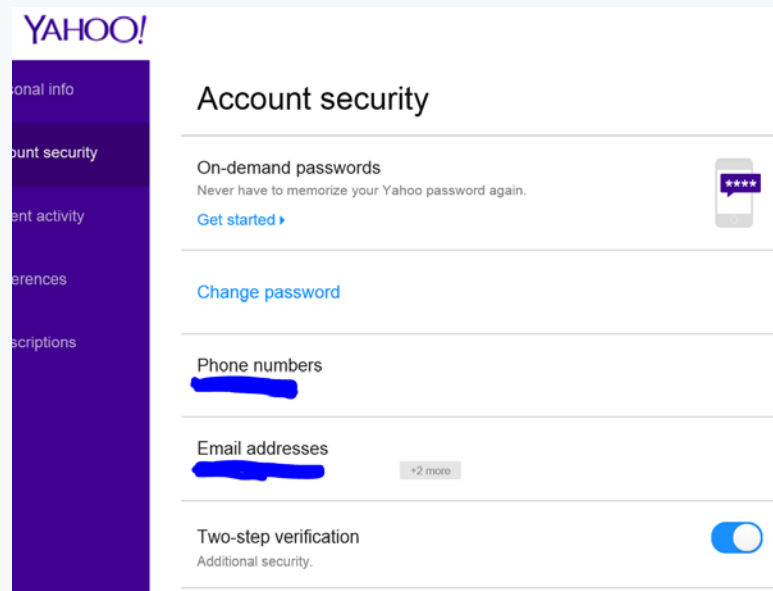 YAHOO!
sonal info
ount security
ent activity
erences
scriptions
Account security
On-demand passwords
Never have to memorize your Yahoo password again.
Get started
****
Change password
Phone numbers
Email addresses
+2 more
Two-step verification
Additional security.